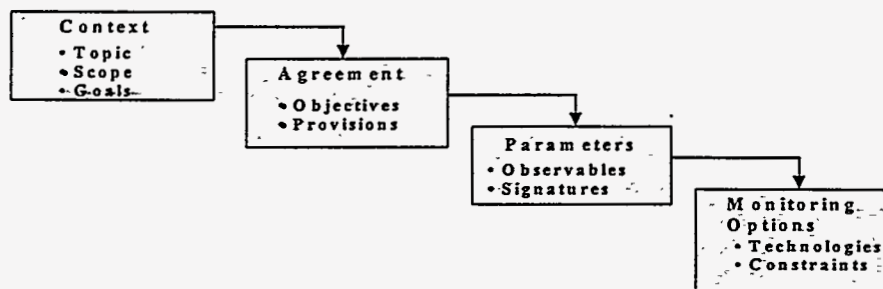 Context
• Topic
• Scope
• Goals
Agreement
• Objectives
• Provisions
Parameters
• Observables
• Signatures
Monitoring
Options
• Technologies
• Constraints